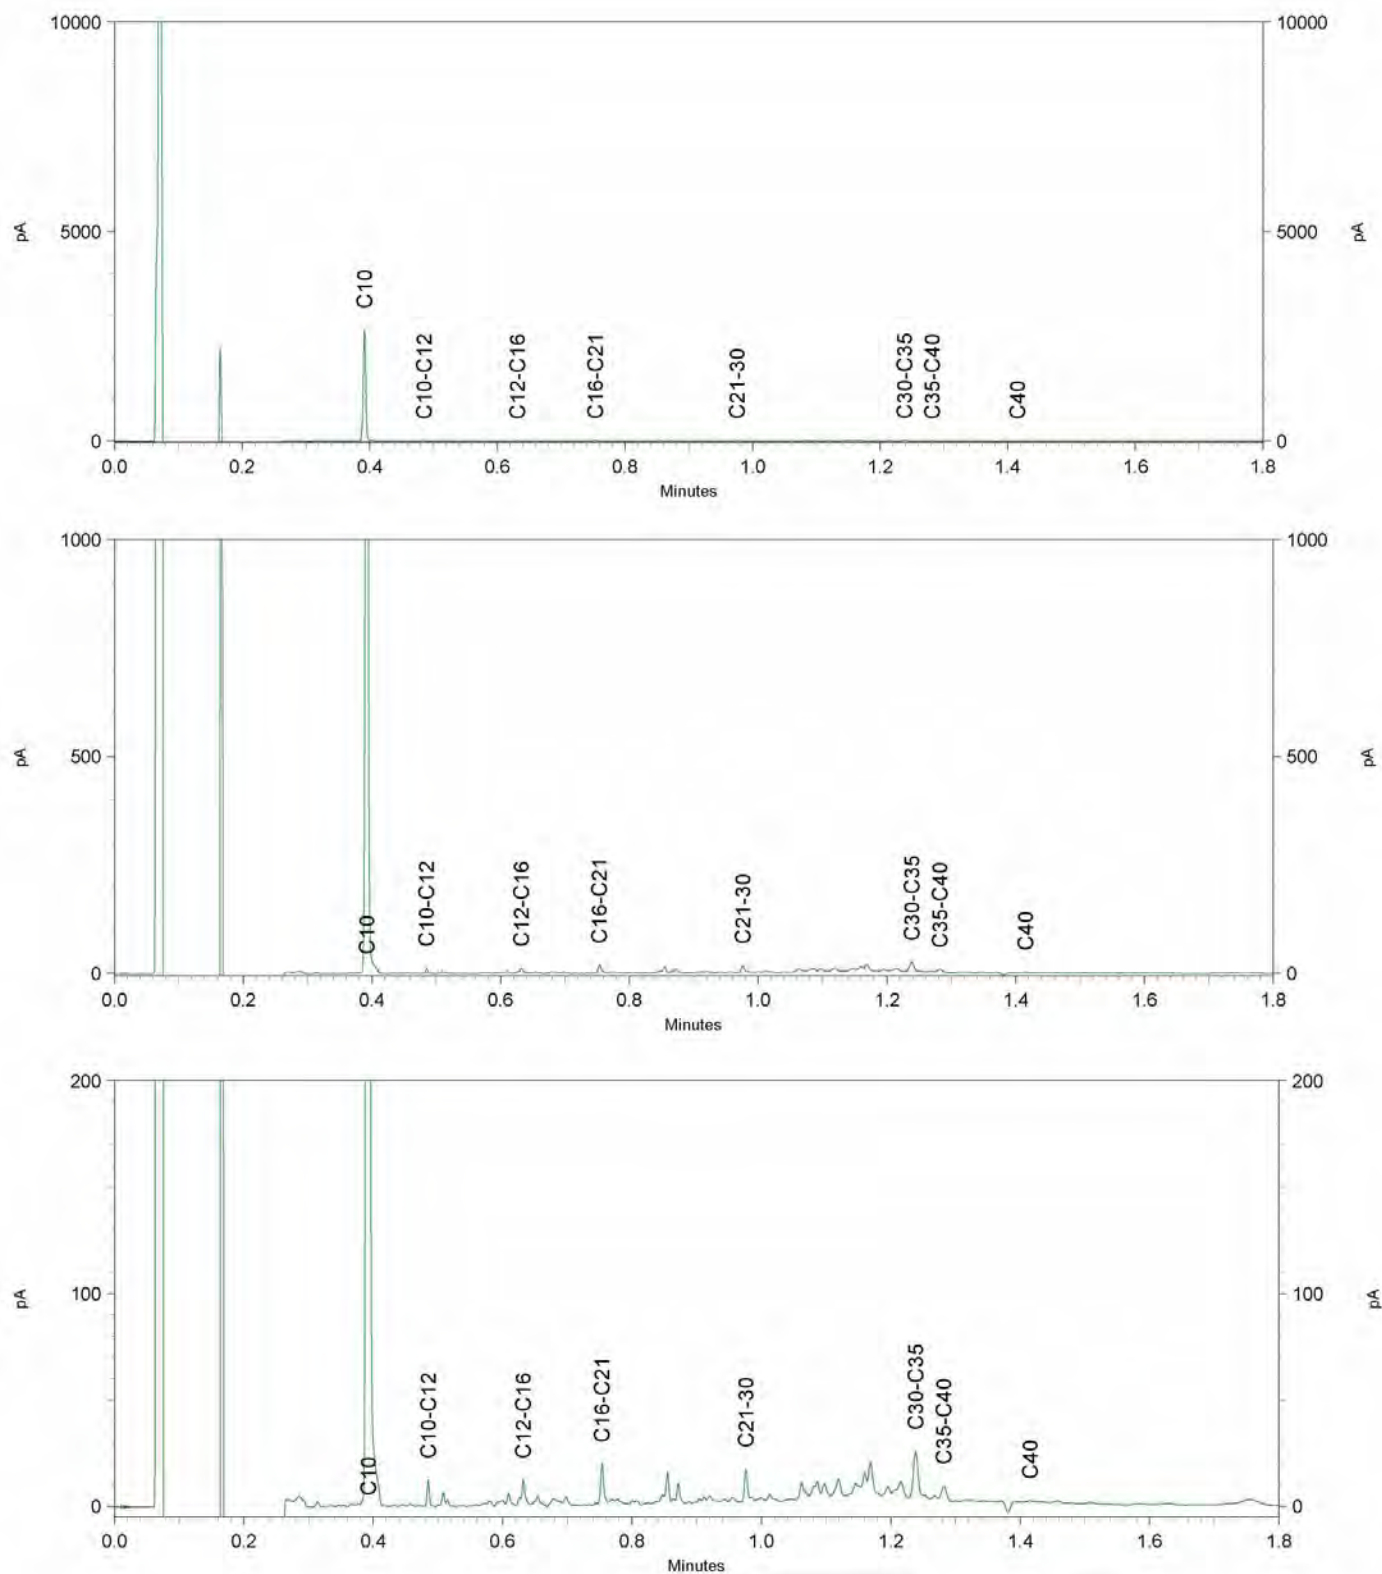 10000 10000
pA 5000 5000 pA
C10
C10-C12 C12-C16 C16-C21 C21-30 C30-C35 C35-C40 C40
0 0
0.0 0.2 0.4 0.6 0.8 1.0 1.2 1.4 1.6 1.8
Minutes
1000 1000
pA 500 500 pA
C10 C10-C12 C12-C16 C16-C21 C21-30 C30-C35 C35-C40 C40
0 0
0.0 0.2 0.4 0.6 0.8 1.0 1.2 1.4 1.6 1.8
Minutes
200 200
pA 100 100 pA
C10 C10-C12 C12-C16 C16-C21 C21-30 C30-C35 C35-C40 C40
0 0
0.0 0.2 0.4 0.6 0.8 1.0 1.2 1.4 1.6 1.8
Minutes